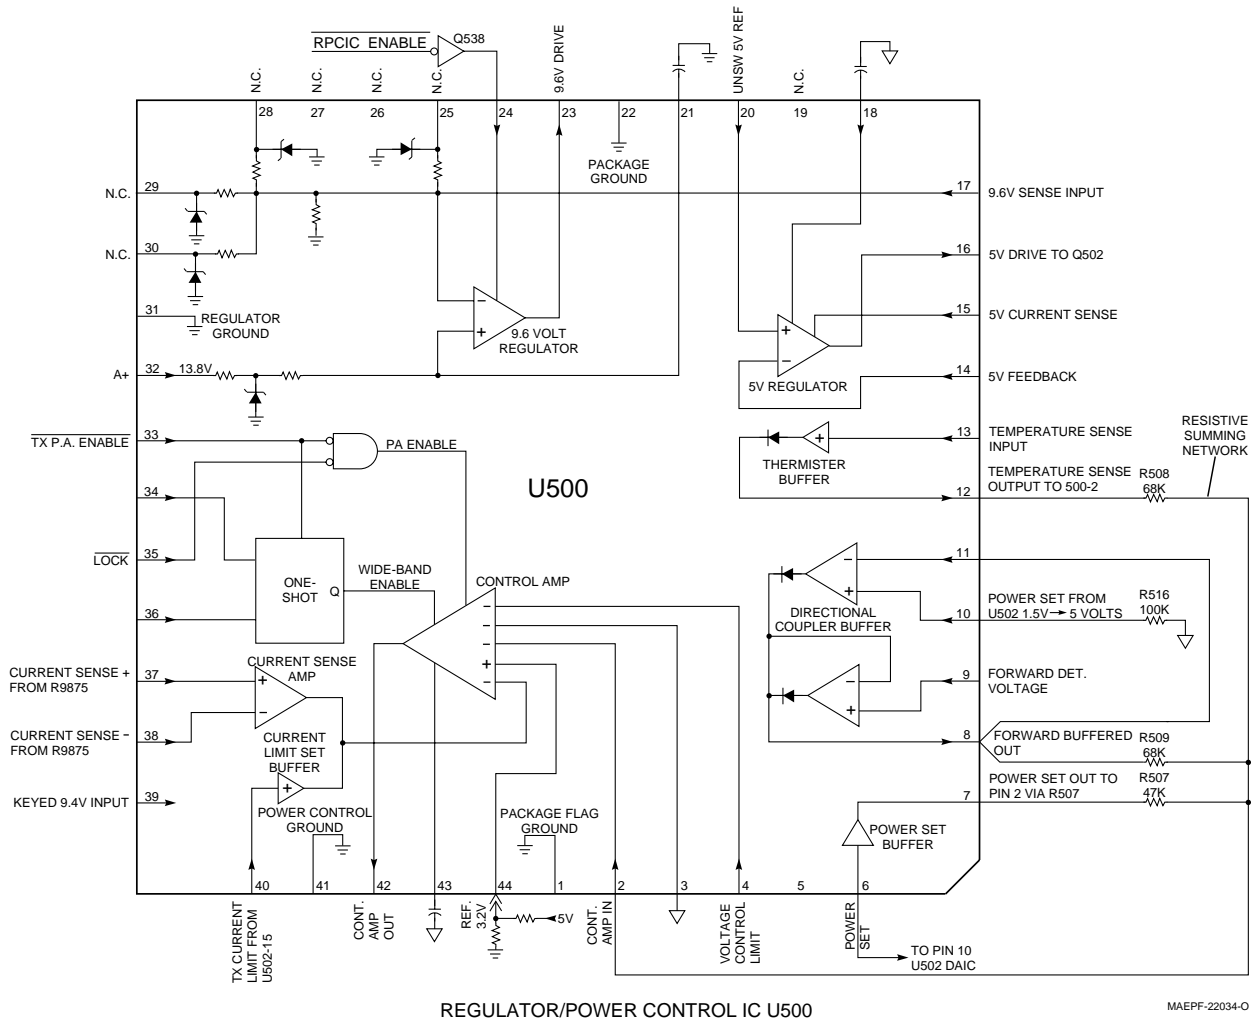 RPCIC ENABLE
Q538
9.6V DRIVE
UNSW 5V REF
N.C.
N.C.
N.C.
N.C.
N.C.
28
27
26
25
24
23
22
21
20
19
18
PACKAGE
GROUND
N.C.
29
17
9.6V SENSE INPUT
N.C.
30
16
5V DRIVE TO Q502
31
REGULATOR
GROUND
15
5V CURRENT SENSE
−
+
9.6 VOLT
REGULATOR
+
−
5V REGULATOR
A+
32
13.8V
14
5V FEEDBACK
TX P.A. ENABLE
33
PA ENABLE
13
TEMPERATURE SENSE
INPUT
+
THERMISTER
BUFFER
RESISTIVE
SUMMING
NETWORK
34
U500
12
TEMPERATURE SENSE
OUTPUT TO 500-2
R508
68K
LOCK
35
11
ONE-
SHOT
Q
WIDE-BAND
ENABLE
CONTROL AMP
−
−
−
+
−
−
+
DIRECTIONAL
COUPLER BUFFER
36
10
POWER SET FROM
U502 1.5V→5 VOLTS
R516
100K
CURRENT SENSE +
FROM R9875
37
CURRENT SENSE
AMP
+
−
−
+
9
FORWARD DET.
VOLTAGE
CURRENT SENSE −
FROM R9875
38
8
FORWARD BUFFERED
OUT
R509
68K
CURRENT
LIMIT SET
BUFFER
+
KEYED 9.4V INPUT
39
7
POWER SET OUT TO
PIN 2 VIA R507
R507
47K
POWER CONTROL
GROUND
PACKAGE FLAG
GROUND
POWER SET
BUFFER
40
41
42
43
44
1
2
3
4
5
6
TX CURRENT
LIMIT FROM
U502-15
CONT.
AMP
OUT
REF.
3.2V
5V
CONT.
AMP IN
VOLTAGE
CONTROL
LIMIT
POWER
SET
TO PIN 10
U502 DAIC
REGULATOR/POWER CONTROL IC U500
MAEPF-22034-O